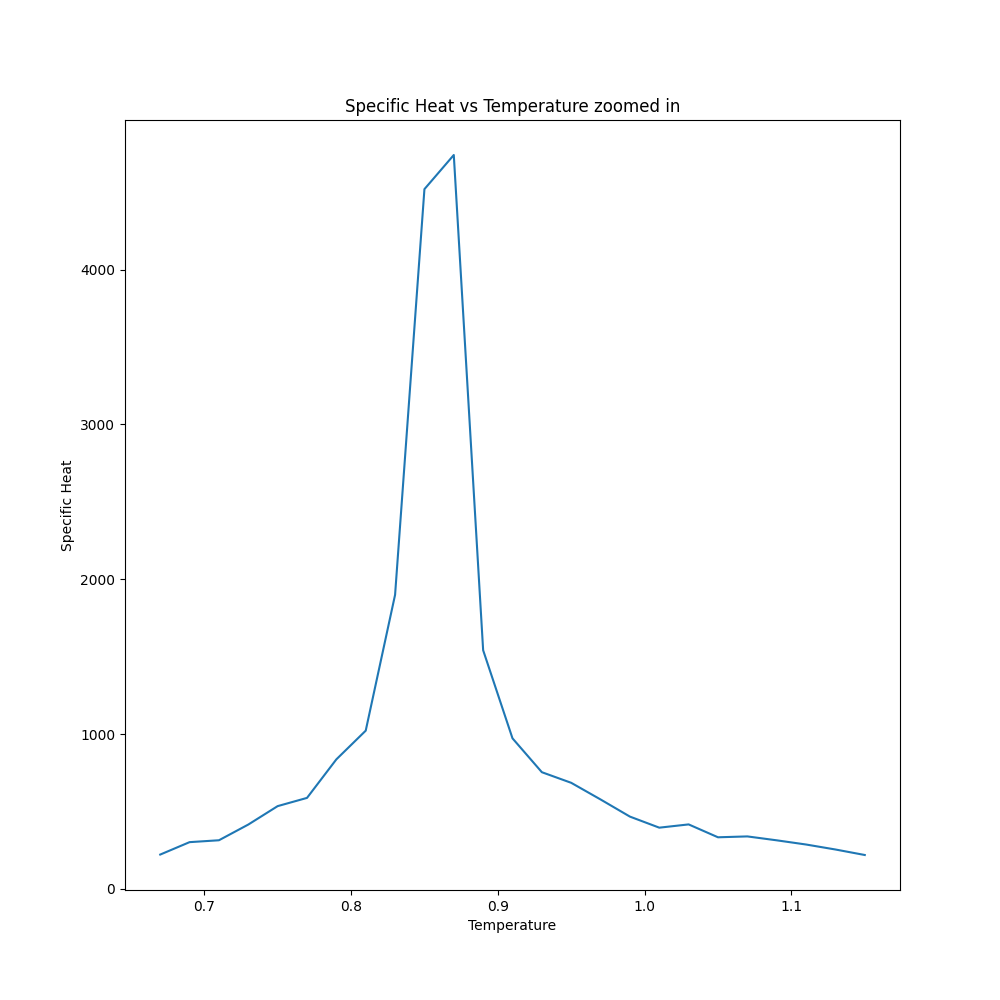 Specific Heat vs Temperature zoomed in
4000
3000
2000
1000
0
Specific Heat
0.7 0.8 0.9 1.0 1.1
Temperature